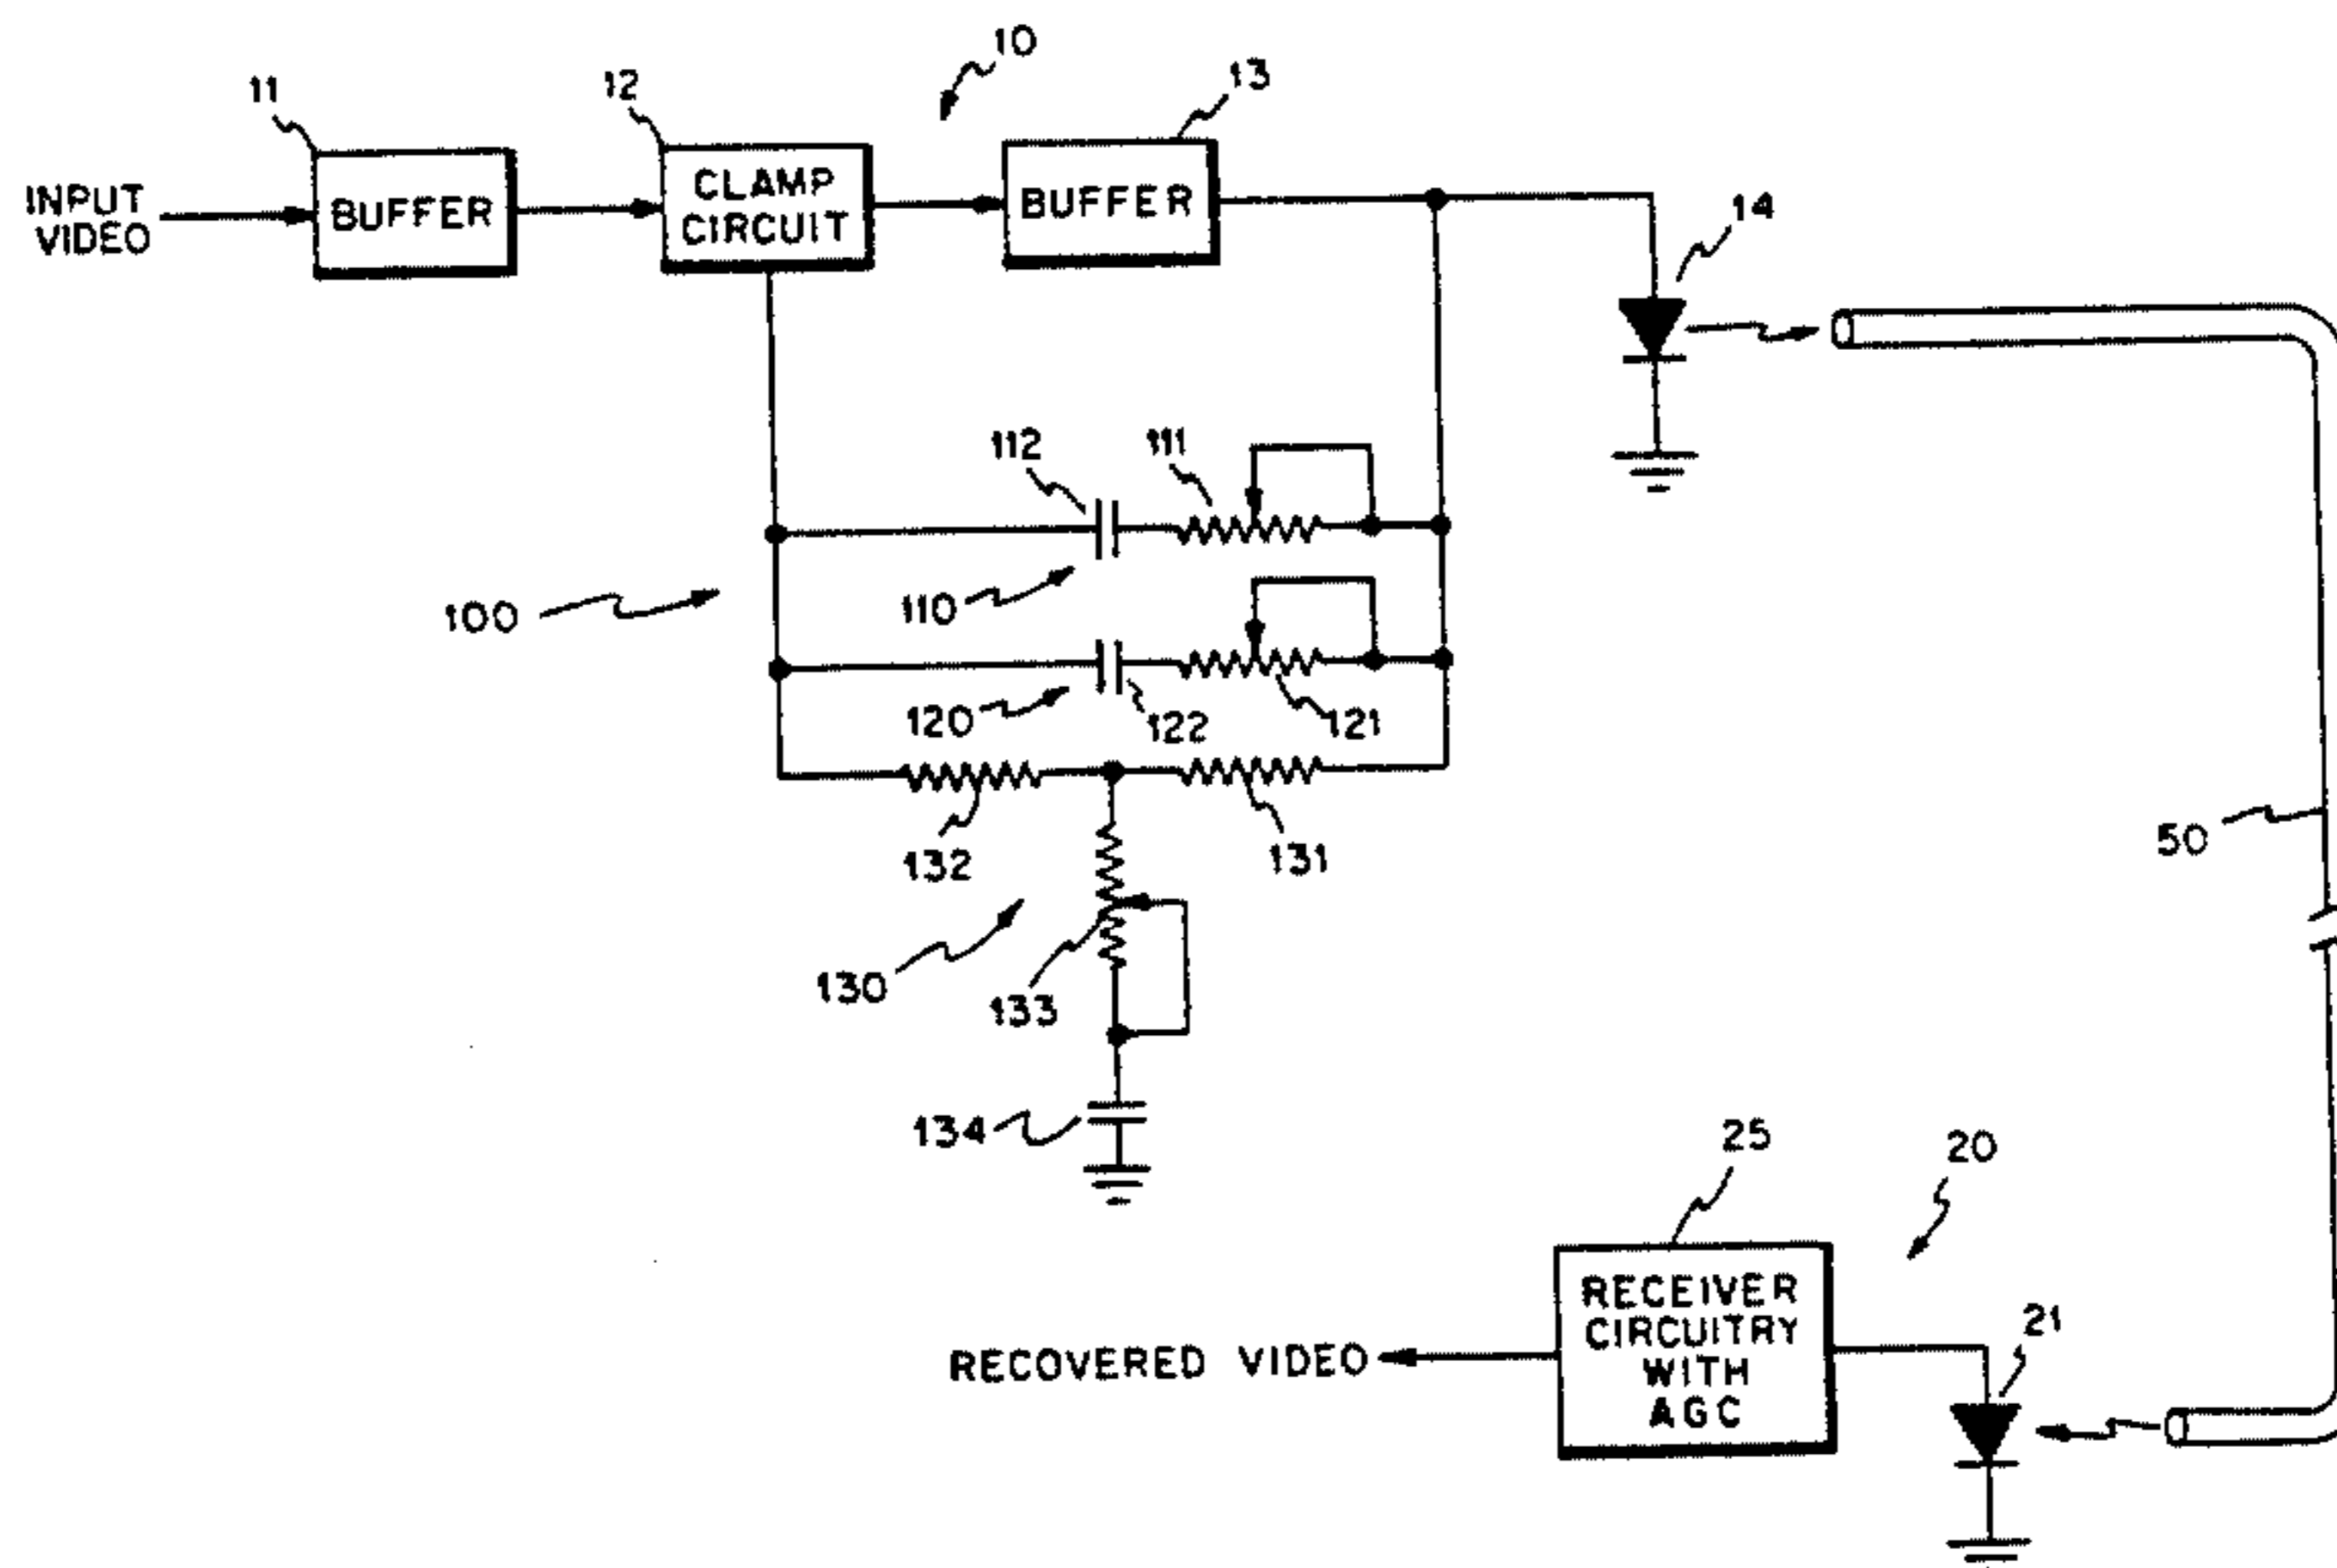 10
11
12
13
INPUT
VIDEO
BUFFER
CLAMP
CIRCUIT
BUFFER
14
112
111
100
110
120
122
121
132
131
50
130
133
134
25
20
RECEIVER
CIRCUITRY
WITH
AGC
21
RECOVERED VIDEO